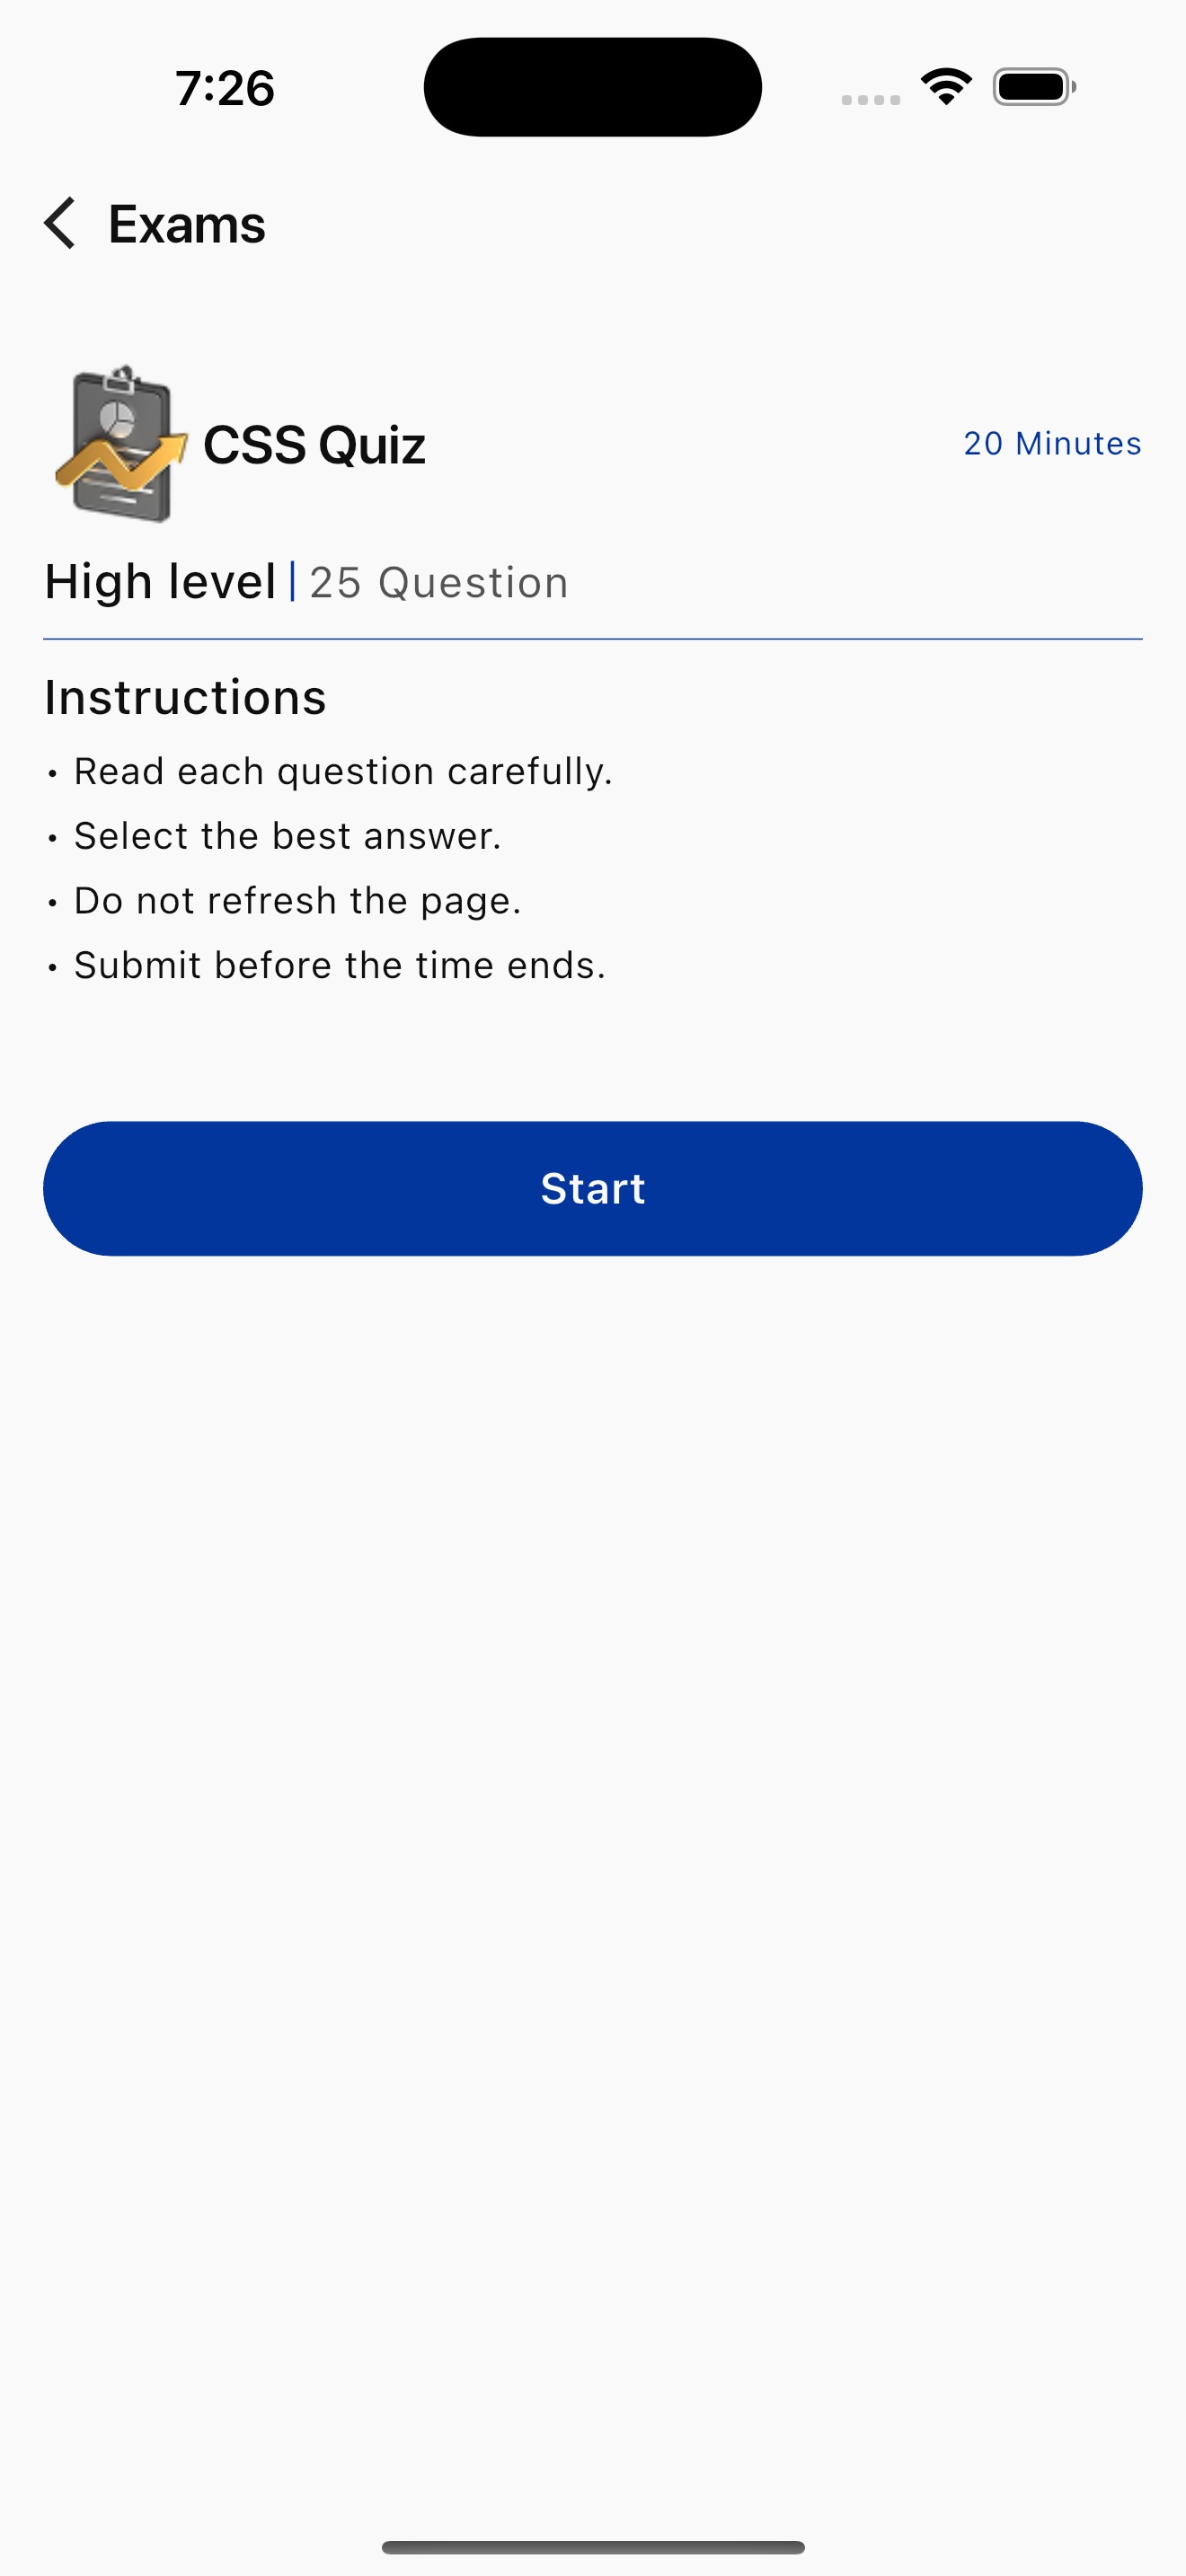 7:26
Exams
CSS Quiz
20 Minutes
High level | 25 Question
Instructions
• Read each question carefully.
• Select the best answer.
• Do not refresh the page.
• Submit before the time ends.
Start